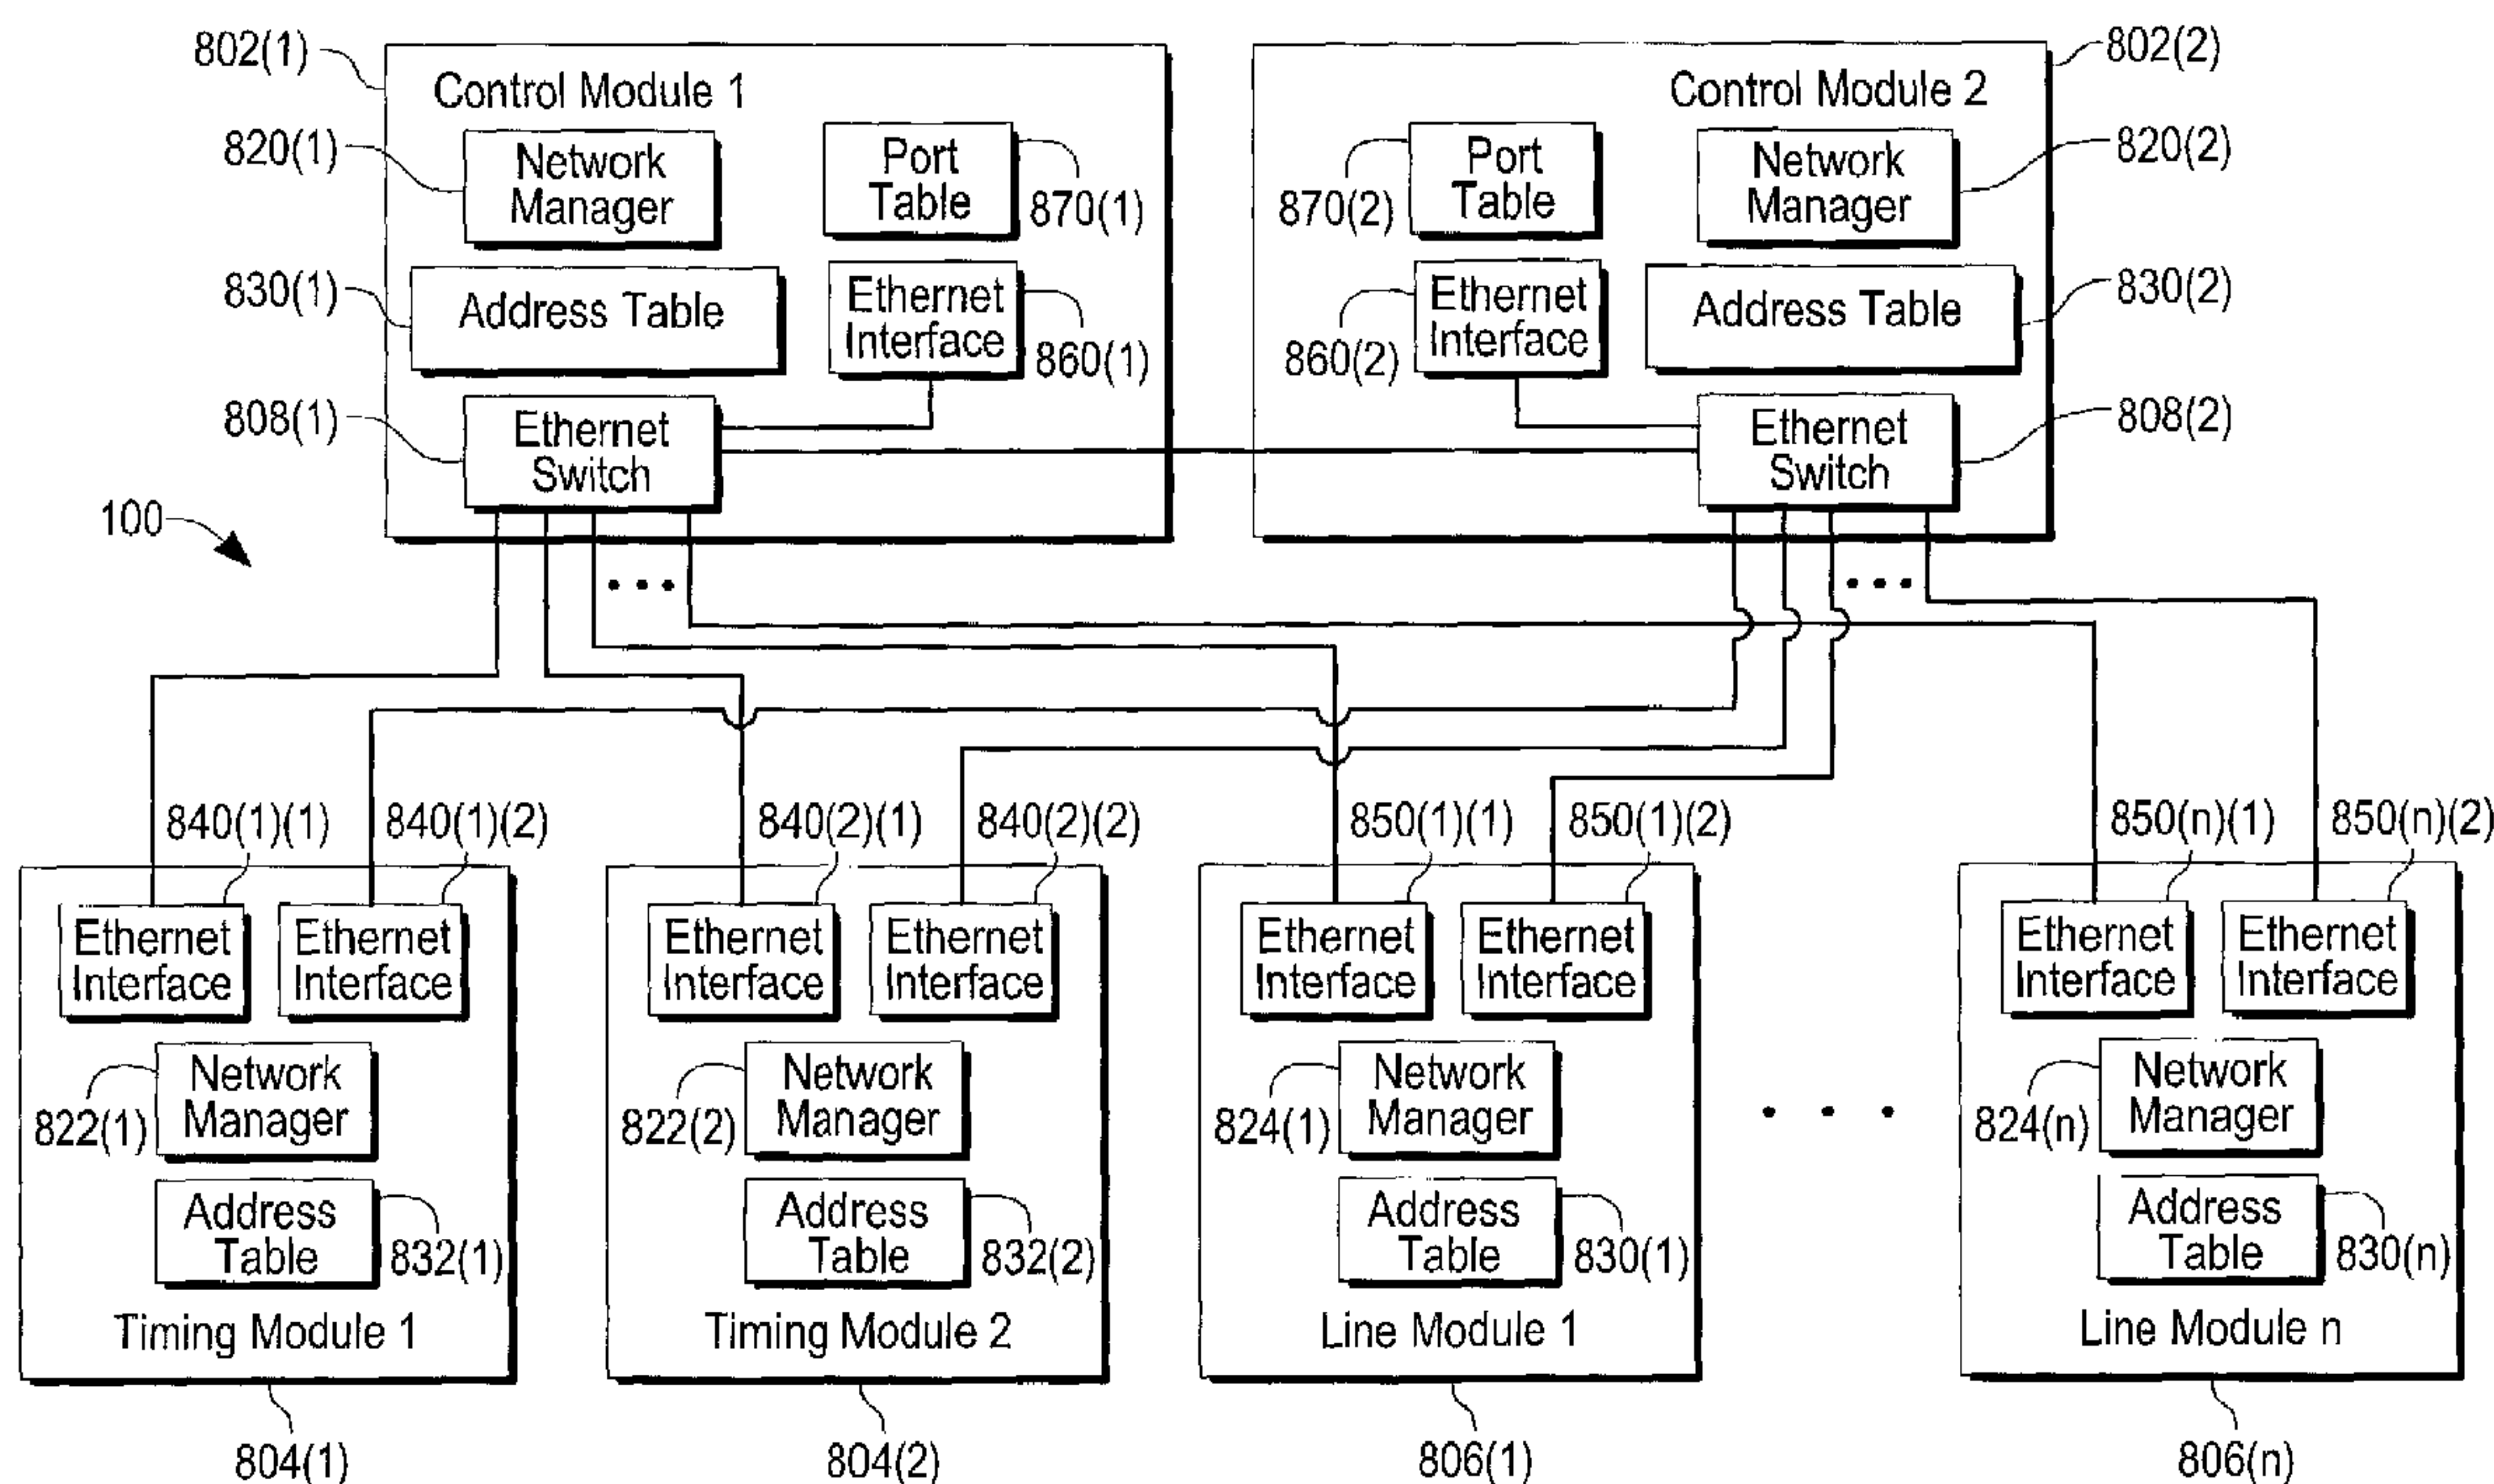 802(1)
802(2)
Control Module 1
Control Module 2
820(1)
Network
Manager
Port
Table
870(1)
870(2)
Port
Table
Network
Manager
820(2)
830(1)
Address Table
Ethernet
Interface
860(1)
860(2)
Ethernet
Interface
Address Table
830(2)
808(1)
Ethernet
Switch
Ethernet
Switch
808(2)
100
840(1)(1)
840(1)(2)
840(2)(1)
840(2)(2)
850(1)(1)
850(1)(2)
850(n)(1)
850(n)(2)
Ethernet
Interface
Ethernet
Interface
Ethernet
Interface
Ethernet
Interface
Ethernet
Interface
Ethernet
Interface
Ethernet
Interface
Ethernet
Interface
822(1)
Network
Manager
822(2)
Network
Manager
824(1)
Network
Manager
824(n)
Network
Manager
Address
Table
832(1)
Address
Table
832(2)
Address
Table
830(1)
Address
Table
830(n)
Timing Module 1
Timing Module 2
Line Module 1
Line Module n
804(1)
804(2)
806(1)
806(n)